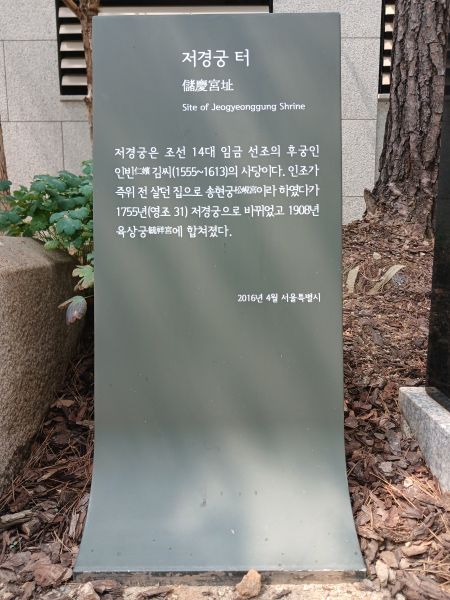 저경궁 터
儲慶宮址
Site of Jeogyeonggung Shrine
저경궁은 조선 14대 임금 선조의 후궁인
인빈仁嬪 김씨(1555~1613)의 사당이다. 인조가
즉위 전 살던 집으로 송현궁松峴宮이라 하였다가
1755년(영조 31) 저경궁으로 바뀌었고 1908년
육상궁毓祥宮에 합쳐졌다.
2016년 4월 서울특별시